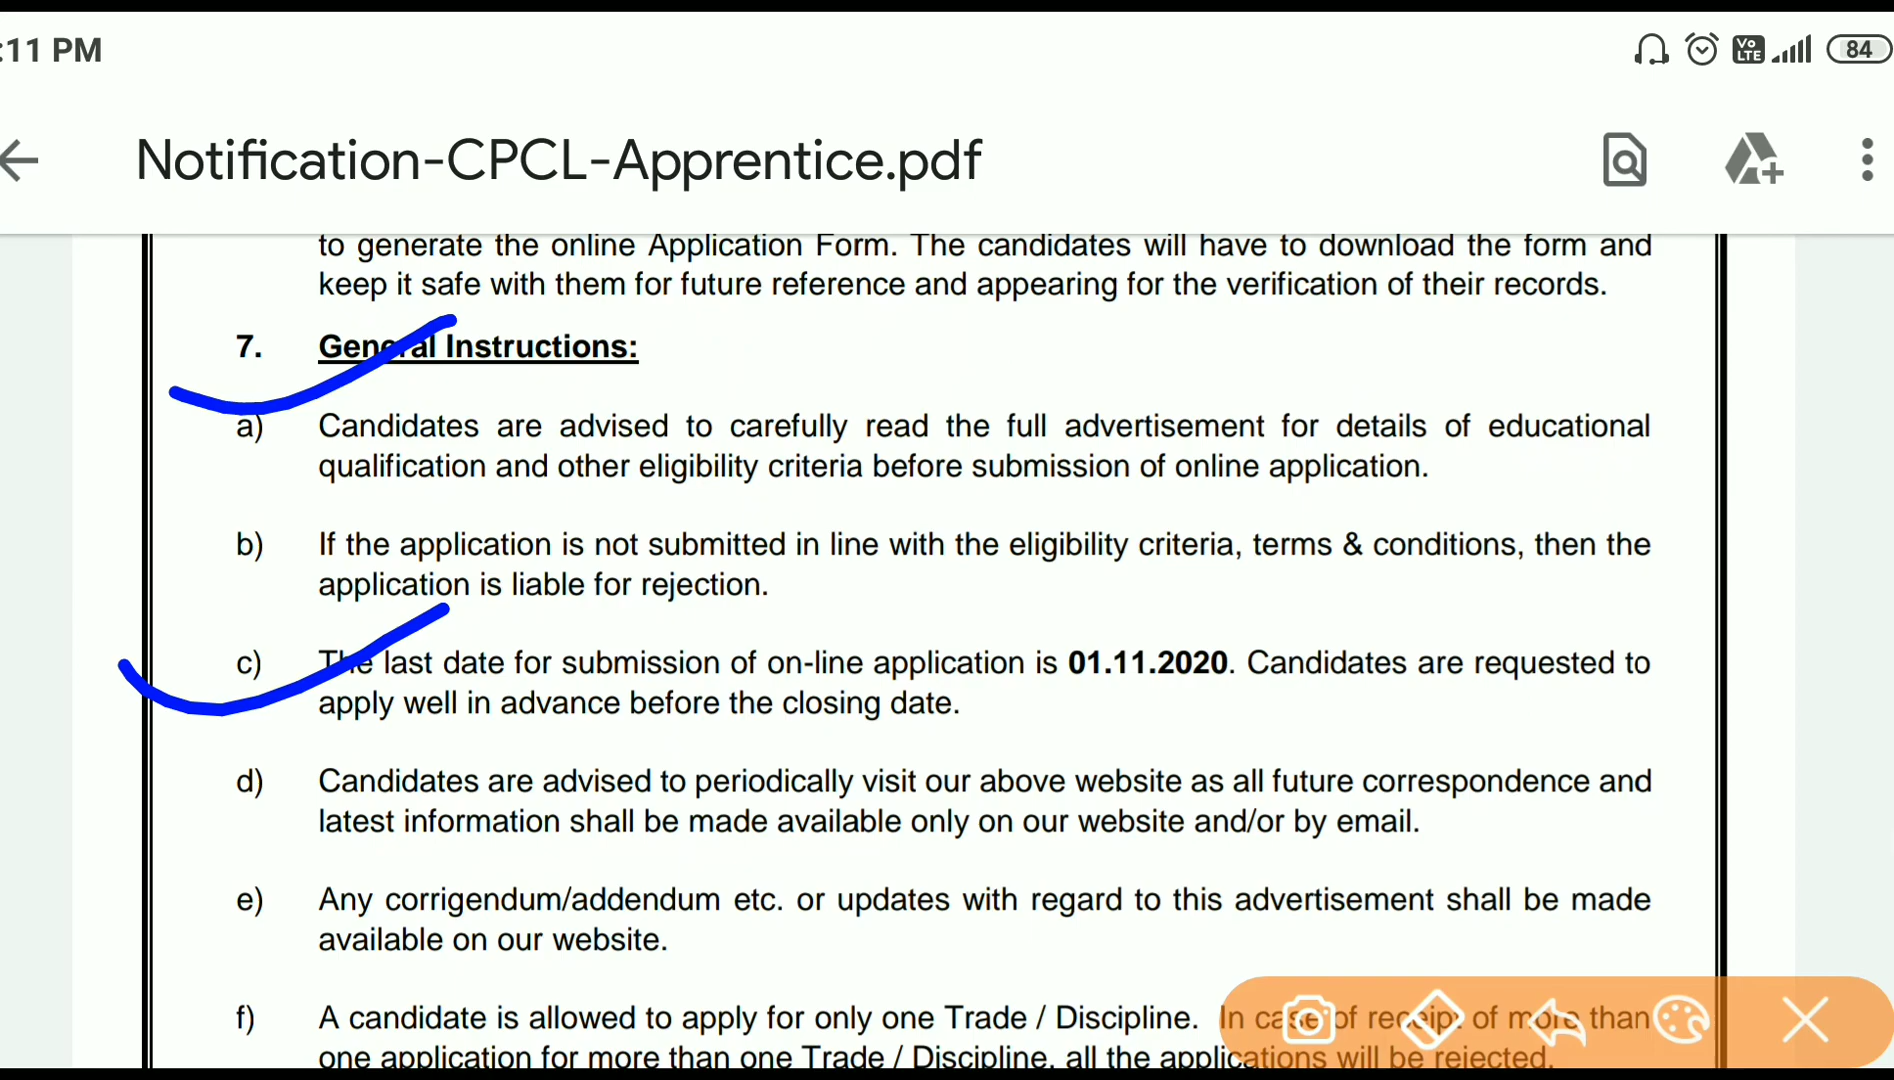 :11 PM
Vo LTE
84
Notification-CPCL-Apprentice.pdf
to generate the online Application Form. The candidates will have to download the form and
keep it safe with them for future reference and appearing for the verification of their records.
7. General Instructions:
a) Candidates are advised to carefully read the full advertisement for details of educational
qualification and other eligibility criteria before submission of online application.
b) If the application is not submitted in line with the eligibility criteria, terms & conditions, then the
application is liable for rejection.
c) The last date for submission of on-line application is 01.11.2020. Candidates are requested to
apply well in advance before the closing date.
d) Candidates are advised to periodically visit our above website as all future correspondence and
latest information shall be made available only on our website and/or by email.
e) Any corrigendum/addendum etc. or updates with regard to this advertisement shall be made
available on our website.
f) A candidate is allowed to apply for only one Trade / Discipline. In case of receipt of more than
one application for more than one Trade / Discipline, all the applications will be rejected.